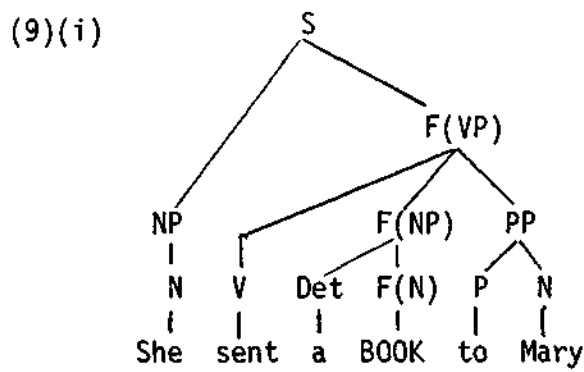 (9)(i) S
F(VP)
NP F(NP) PP
N V Det F(N) P N
She sent a BOOK to Mary